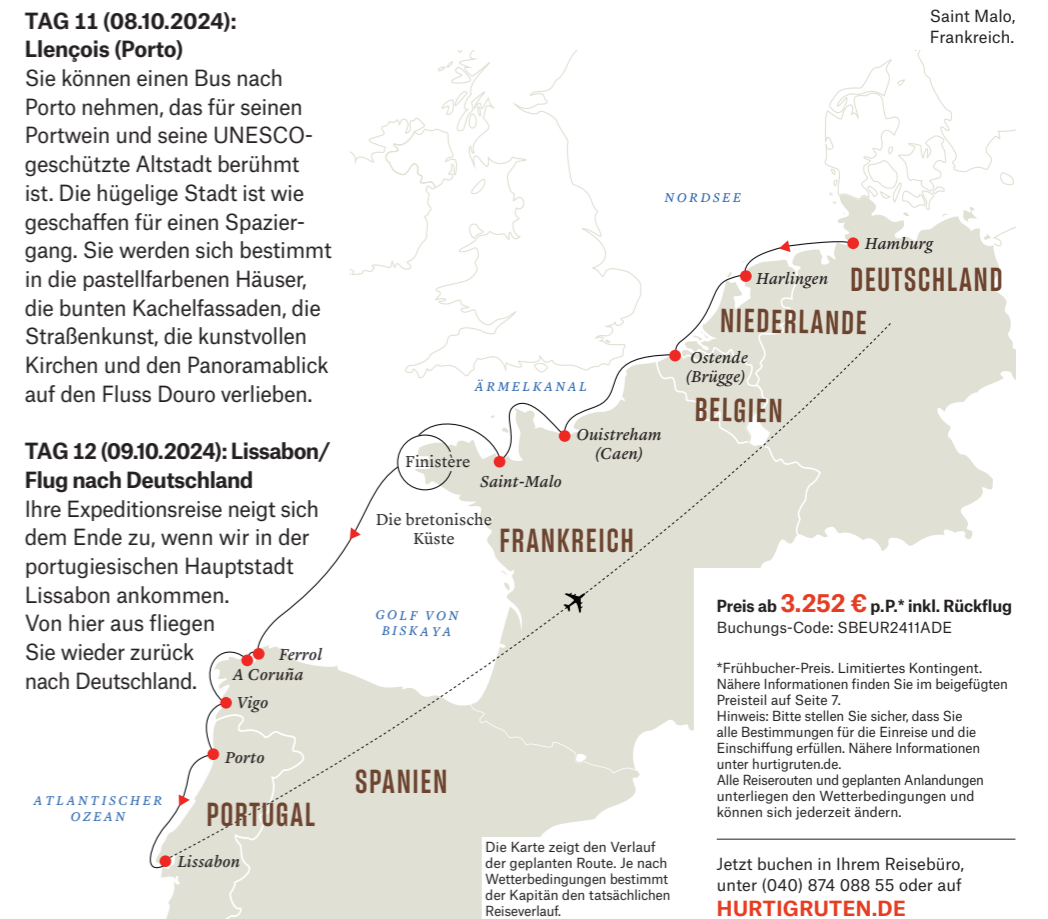 TAG 11 (08.10.2024):
Llençois (Porto)
Sie können einen Bus nach
Porto nehmen, das für seinen
Portwein und seine UNESCO-
geschützte Altstadt berühmt
ist. Die hügelige Stadt ist wie
geschaffen für einen Spazier-
gang. Sie werden sich bestimmt
in die pastellfarbenen Häuser,
die bunten Kachelfassaden, die
Straßenkunst, die kunstvollen
Kirchen und den Panoramablick
auf den Fluss Douro verlieben.
TAG 12 (09.10.2024): Lissabon/
Flug nach Deutschland
Ihre Expeditionsreise neigt sich
dem Ende zu, wenn wir in der
portugiesischen Hauptstadt
Lissabon ankommen.
Von hier aus fliegen
Sie wieder zurück
nach Deutschland.
Saint Malo,
Frankreich.
NORDSEE
Hamburg
Harlingen
DEUTSCHLAND
NIEDERLANDE
Ostende
(Brügge)
ÄRMELKANAL
BELGIEN
Ouistreham
(Caen)
Finistère
Saint-Malo
Die bretonische
Küste
FRANKREICH
GOLF VON
BISKAYA
Ferrol
A Coruña
Vigo
Porto
SPANIEN
ATLANTISCHER
OZEAN
PORTUGAL
Lissabon
Die Karte zeigt den Verlauf
der geplanten Route. Je nach
Wetterbedingungen bestimmt
der Kapitän den tatsächlichen
Reiseverlauf.
Preis ab 3.252 € p.P.* inkl. Rückflug
Buchungs-Code: SBEUR2411ADE
*Frühbucher-Preis. Limitiertes Kontingent.
Nähere Informationen finden Sie im beigefügten
Preisteil auf Seite 7.
Hinweis: Bitte stellen Sie sicher, dass Sie
alle Bestimmungen für die Einreise und die
Einschiffung erfüllen. Nähere Informationen
unter hurtigruten.de.
Alle Reiserouten und geplanten Anlandungen
unterliegen den Wetterbedingungen und
können sich jederzeit ändern.
Jetzt buchen in Ihrem Reisebüro,
unter (040) 874 088 55 oder auf
HURTIGRUTEN.DE